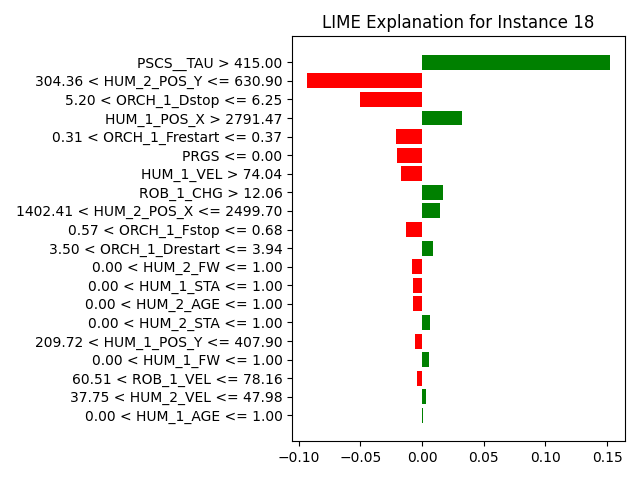 LIME Explanation for Instance 18
PSCS__TAU > 415.00
304.36 < HUM_2_POS_Y <= 630.90
5.20 < ORCH_1_Dstop <= 6.25
HUM_1_POS_X > 2791.47
0.31 < ORCH_1_Frestart <= 0.37
PRGS <= 0.00
HUM_1_VEL > 74.04
ROB_1_CHG > 12.06
1402.41 < HUM_2_POS_X <= 2499.70
0.57 < ORCH_1_Fstop <= 0.68
3.50 < ORCH_1_Drestart <= 3.94
0.00 < HUM_2_FW <= 1.00
0.00 < HUM_1_STA <= 1.00
0.00 < HUM_2_AGE <= 1.00
0.00 < HUM_2_STA <= 1.00
209.72 < HUM_1_POS_Y <= 407.90
0.00 < HUM_1_FW <= 1.00
60.51 < ROB_1_VEL <= 78.16
37.75 < HUM_2_VEL <= 47.98
0.00 < HUM_1_AGE <= 1.00
−0.10 −0.05 0.00 0.05 0.10 0.15